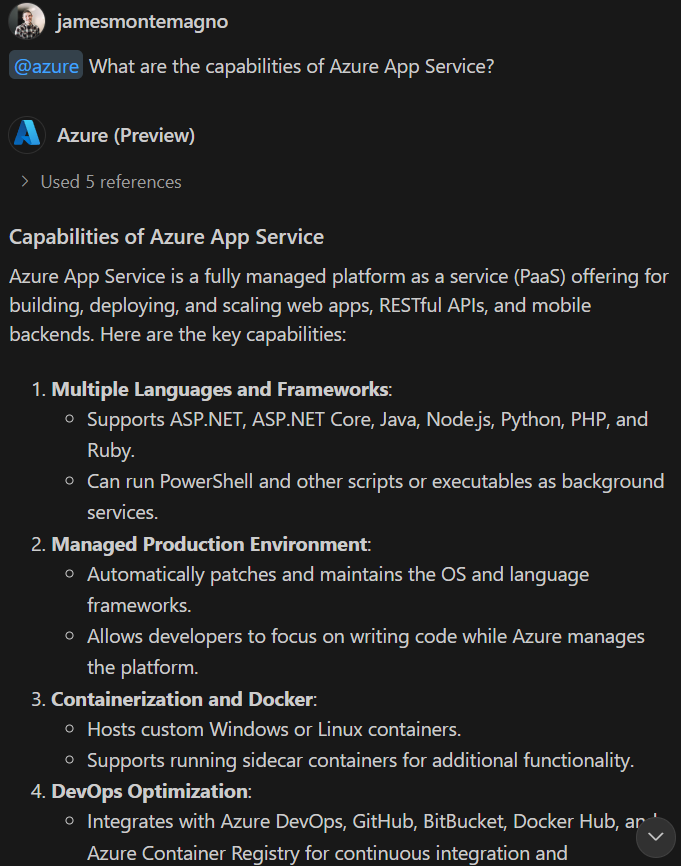 jamesmontemagno
@azure What are the capabilities of Azure App Service?
Azure (Preview)
Used 5 references
Capabilities of Azure App Service
Azure App Service is a fully managed platform as a service (PaaS) offering for
building, deploying, and scaling web apps, RESTful APIs, and mobile
backends. Here are the key capabilities:
1. Multiple Languages and Frameworks:
Supports ASP.NET, ASP.NET Core, Java, Node.js, Python, PHP, and
Ruby.
Can run PowerShell and other scripts or executables as background
services.
2. Managed Production Environment:
Automatically patches and maintains the OS and language
frameworks.
Allows developers to focus on writing code while Azure manages
the platform.
3. Containerization and Docker:
Hosts custom Windows or Linux containers.
Supports running sidecar containers for additional functionality.
4. DevOps Optimization:
Integrates with Azure DevOps, GitHub, BitBucket, Docker Hub, and
Azure Container Registry for continuous integration and